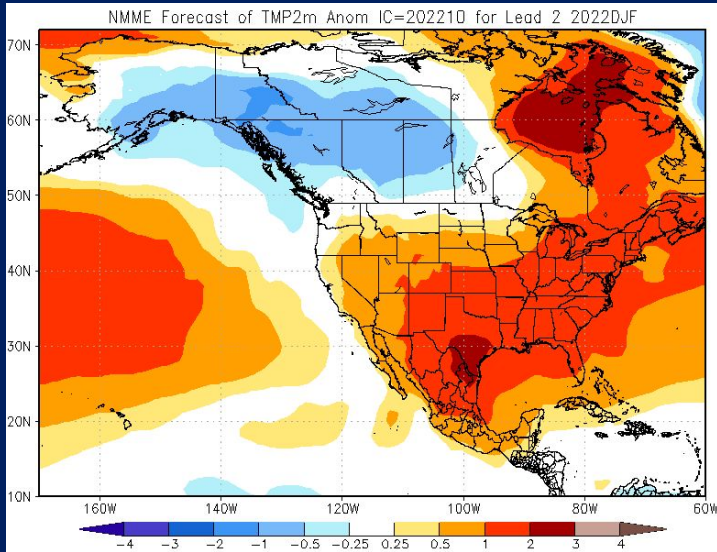 NMME Forecast of TMP2m Anom IC=202210 for Lead 2 2022DJF
70N
60N
50N
40N
30N
20N
10N
160W 140W 120W 100W 80W 60W
-4 -3 -2 -1 -0.5 -0.25 0.25 0.5 1 2 3 4